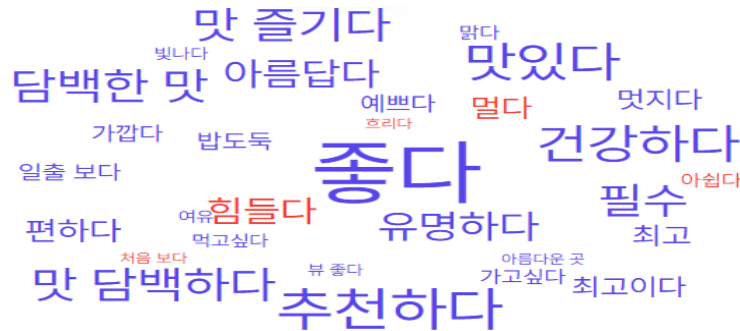 맛 즐기다
맑다
빛나다
맛있다
담백한 맛
아름답다
예쁘다
멀다
멋지다
흐리다
가깝다
밥도둑
건강하다
좋다
일출 보다
아쉽다
필수
여유
힘들다
유명하다
편하다
최고
먹고싶다
처음 보다
뷰 좋다
아름다운 곳
가고싶다
맛 담백하다
최고이다
추천하다